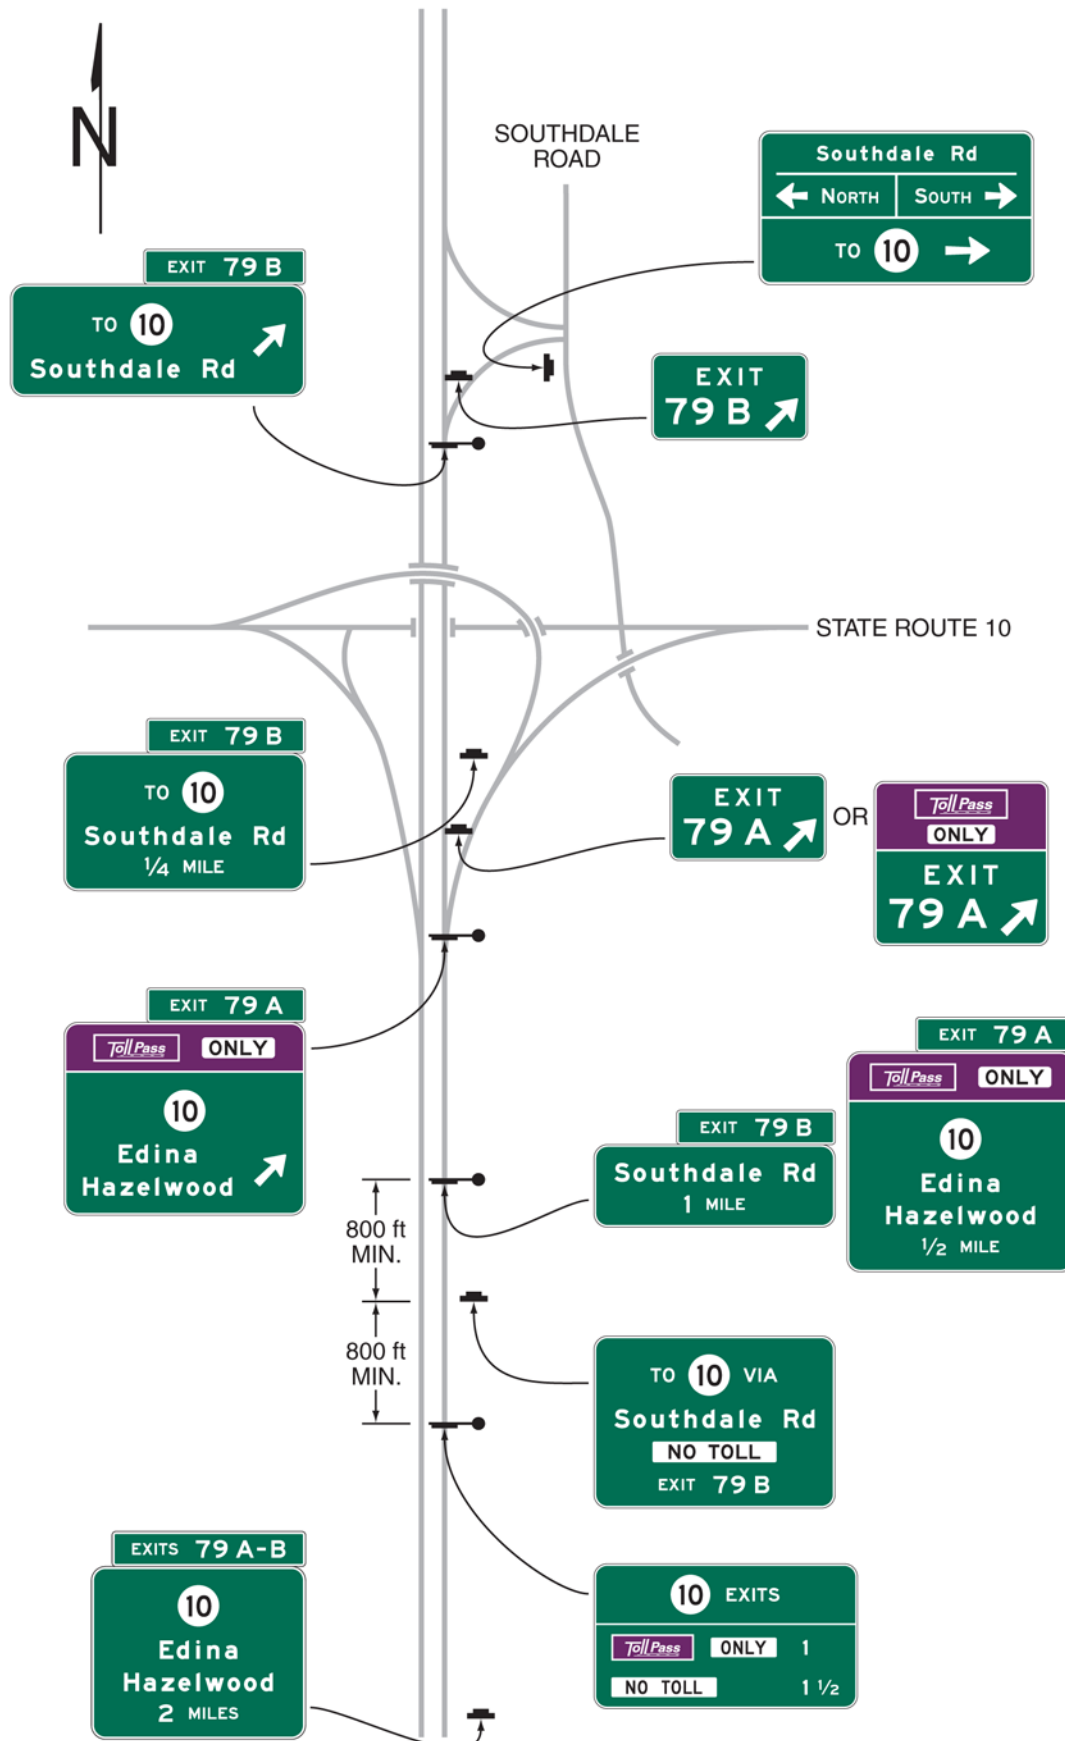 N
SOUTHDALE
ROAD
Southdale Rd
NORTH SOUTH
TO 10
EXIT 79 B
TO 10
Southdale Rd
EXIT
79 B
STATE ROUTE 10
EXIT 79 B
TO 10
Southdale Rd
1/4 MILE
EXIT
79 A
OR
Toll Pass
ONLY
EXIT
79 A
EXIT 79 A
Toll Pass ONLY
10
Edina
Hazelwood
EXIT 79 A
Toll Pass ONLY
10
Edina
Hazelwood
1/2 MILE
EXIT 79 B
Southdale Rd
1 MILE
800 ft
MIN.
800 ft
MIN.
TO 10 VIA
Southdale Rd
NO TOLL
EXIT 79 B
10 EXITS
Toll Pass ONLY 1
NO TOLL 1 1/2
EXITS 79 A-B
10
Edina
Hazelwood
2 MILES